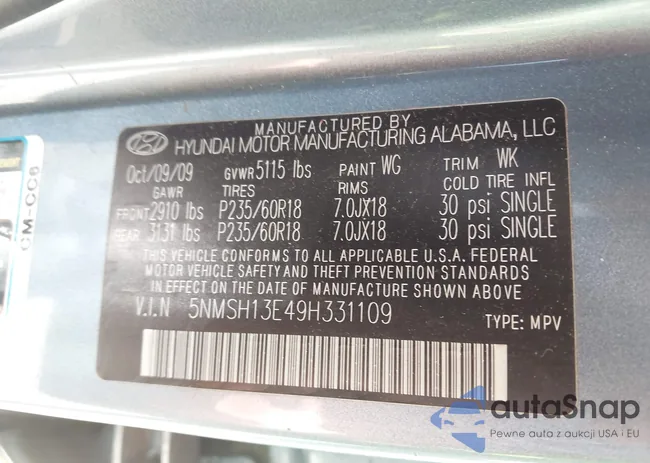 MANUFACTURED BY
HYUNDAI MOTOR MANUFACTURING ALABAMA, LLC
Oct/09/09 GVWR 5115 lbs PAINT WG TRIM WK
GAWR TIRES RIMS COLD TIRE INFL
FRONT 2910 lbs P235/60R18 7.0JX18 30 psi SINGLE
REAR 3131 lbs P235/60R18 7.0JX18 30 psi SINGLE
THIS VEHICLE CONFORMS TO ALL APPLICABLE U.S.A. FEDERAL
MOTOR VEHICLE SAFETY AND THEFT PREVENTION STANDARDS
IN EFFECT ON THE DATE OF MANUFACTURE SHOWN ABOVE.
V.I.N 5NMSH13E49H331109 TYPE: MPV
CM-CC6
autaSnap
Pewne auta z aukcji USA i EU